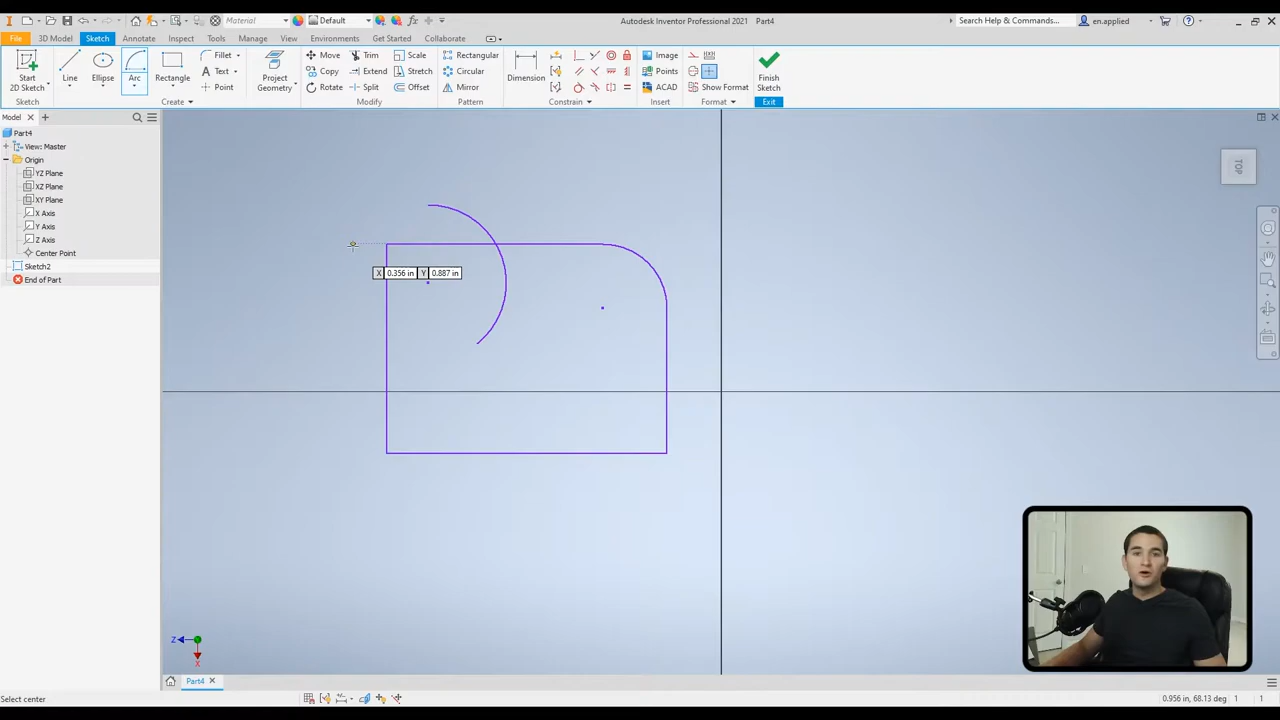 Material
Default
fx
Autodesk Inventor Professional 2021 Part4
Search Help & Commands...
en.applied
File 3D Model Sketch Annotate Inspect Tools Manage View Environments Get Started Collaborate
Start
2D Sketch
Line
Ellipse
Arc
Rectangle
Fillet
Text
Point
Project
Geometry
Move
Copy
Rotate
Trim
Extend
Split
Scale
Stretch
Offset
Rectangular
Circular
Mirror
Dimension
Image
Points
ACAD
Show Format
Finish
Sketch
Sketch
Create
Modify
Pattern
Constrain
Insert
Format
Exit
Model
Part4
View: Master
Origin
YZ Plane
XZ Plane
XY Plane
X Axis
Y Axis
Z Axis
Center Point
Sketch2
End of Part
TOP
X 0.356 in Y 0.887 in
Z
X
Part4
Select center
0.956 in, 68.13 deg 1 1